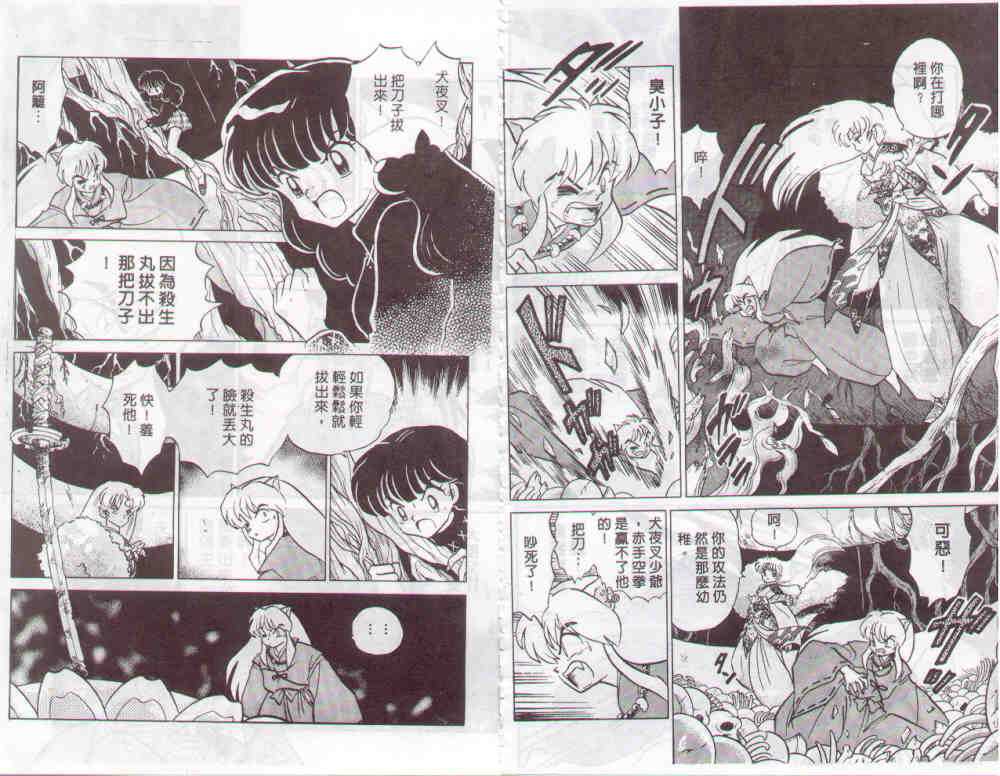 你在打哪
裡啊？
啐！
臭小子！
可惡！
呵！
你的攻法仍
然是那麼幼
稚。
犬夜叉少爺
，赤手空拳
是贏不了他
的！
把刀…
吵死了！
犬夜叉！
把刀子拔
出來！
阿籬…
因為殺生
丸拔不出
那把刀子
！
如果你輕
輕鬆鬆就
拔出來，
殺生丸的
臉就丟大
了！
快！羞
死他！
⋯
⋯